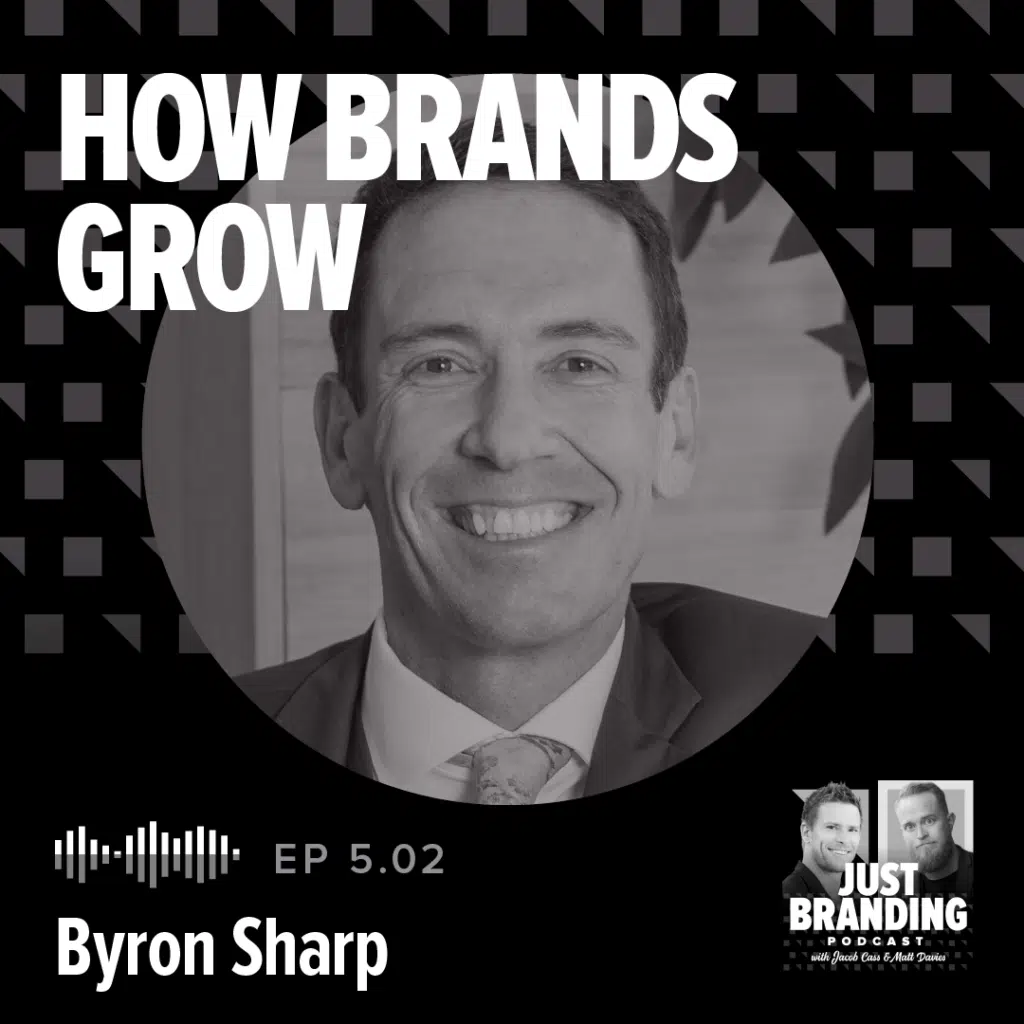 HOW BRANDS
GROW
EP 5.02
Byron Sharp
JUST
BRANDING
PODCAST
with Jacob Cass & Matt Davies